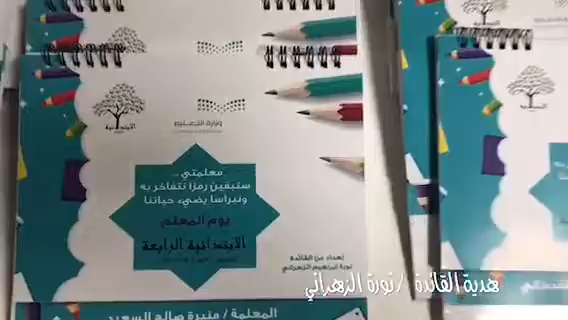 وزارة التعليم
الابتدائية
معلمتي ..
ستبقين رمزا نتفاخر به
ونبراسا يضيء حياتنا
يوم المعلم
الابتدائية الرابعة
إهداء من القائدة
نورة ابراهيم الزهراني
هدية القائدة / نورة الزهراني
المعلمة / منيرة صالح السعيد